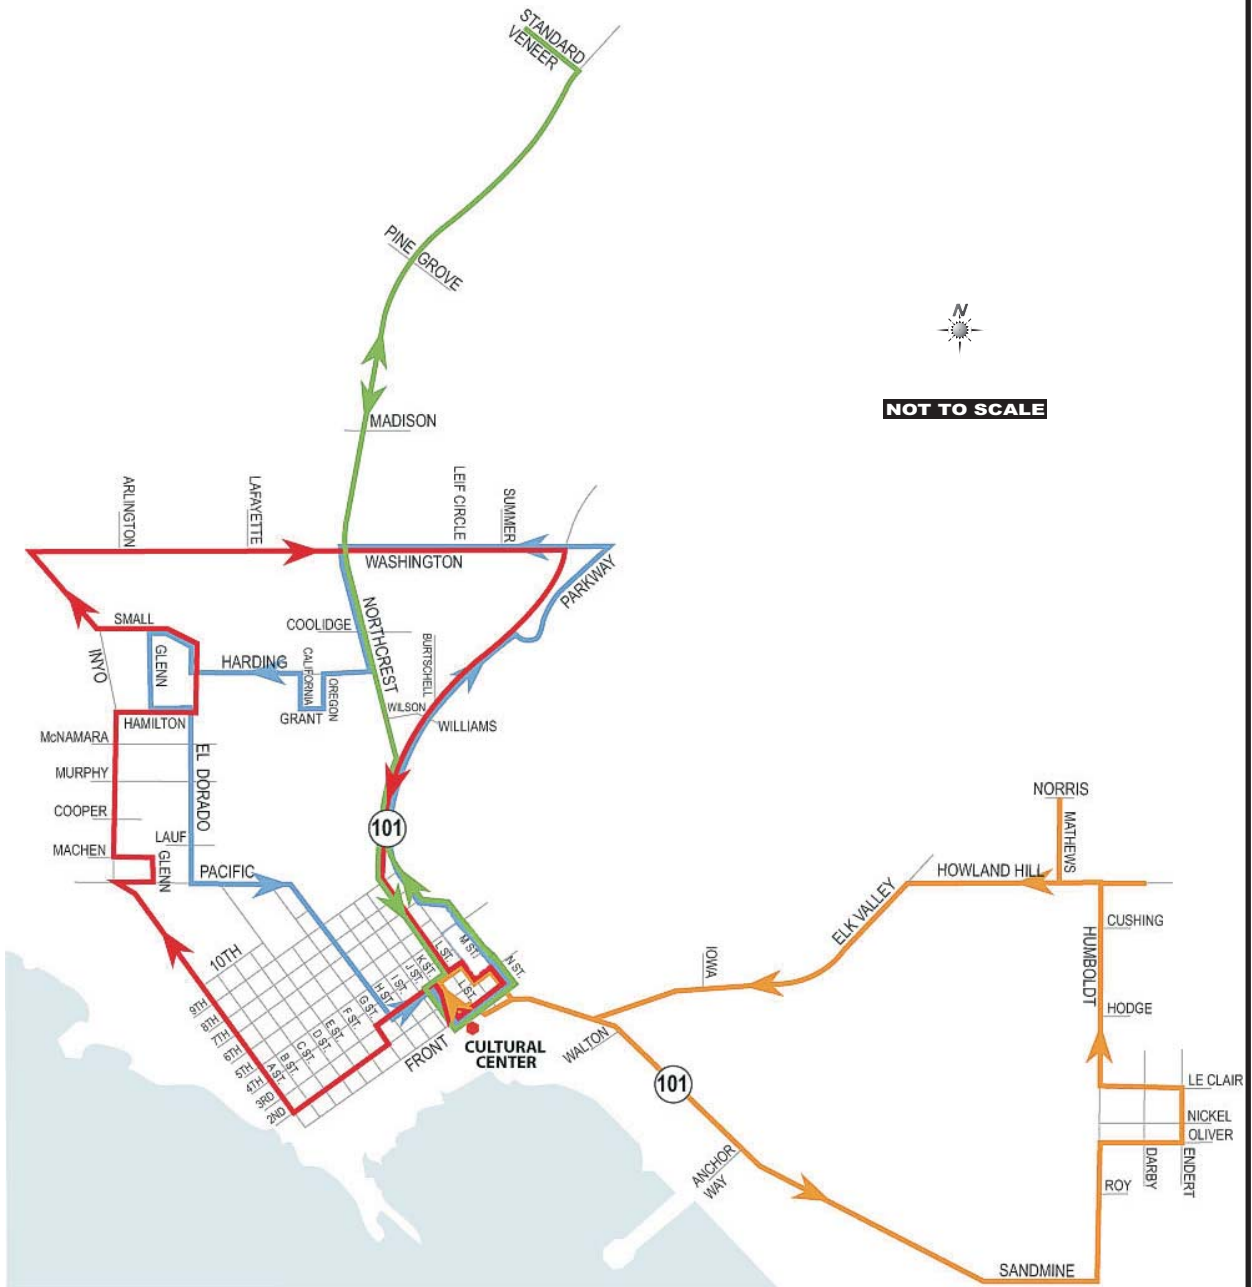 STANDARD
VENEER
PINE GROVE
N
NOT TO SCALE
MADISON
ARLINGTON
LAFAYETTE
LEIF CIRCLE
SUMMER
WASHINGTON
PARKWAY
SMALL
COOLIDGE
NORTHCREST
BURTSCHELL
INYO
GLENN
HARDING
CALIFORNIA
OREGON
GRANT
WILSON
WILLIAMS
HAMILTON
McNAMARA
MURPHY
EL DORADO
COOPER
LAUF
MACHEN
GLENN
PACIFIC
101
NORRIS
MATHEWS
HOWLAND HILL
ELK VALLEY
CUSHING
HUMBOLDT
HODGE
IOWA
WALTON
101
ANCHOR
WAY
SANDMINE
LE CLAIR
NICKEL
OLIVER
ENDERT
DARBY
ROY
10TH
9TH
8TH
7TH
6TH
5TH
4TH
3RD
2ND
A ST.
B ST.
C ST.
D ST.
E ST.
F ST.
G ST.
H ST.
I ST.
J ST.
K ST.
L ST.
M ST.
N ST.
L ST.
FRONT
CULTURAL
CENTER